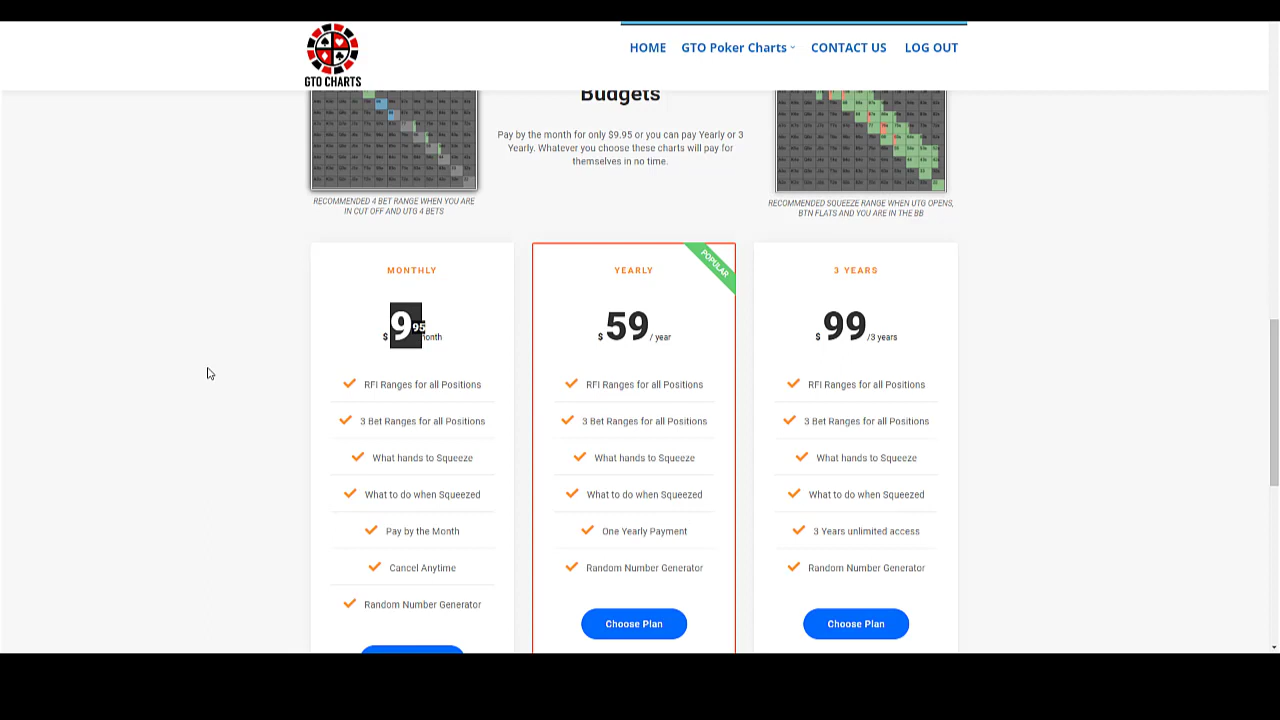 HOME GTO Poker Charts CONTACT US LOG OUT
GTO CHARTS
Budgets
Pay by the month for only $9.95 or you can pay Yearly or 3
Yearly. Whatever you choose these charts will pay for
themselves in no time.
RECOMMENDED 4 BET RANGE WHEN YOU ARE
IN CUT OFF AND UTG 4 BETS
RECOMMENDED SQUEEZE RANGE WHEN UTG OPENS,
BTN FLATS AND YOU ARE IN THE BB
MONTHLY
$ 9 95 month
RFI Ranges for all Positions
3 Bet Ranges for all Positions
What hands to Squeeze
What to do when Squeezed
Pay by the Month
Cancel Anytime
Random Number Generator
POPULAR
YEARLY
$ 59 / year
RFI Ranges for all Positions
3 Bet Ranges for all Positions
What hands to Squeeze
What to do when Squeezed
One Yearly Payment
Random Number Generator
Choose Plan
3 YEARS
$ 99 /3 years
RFI Ranges for all Positions
3 Bet Ranges for all Positions
What hands to Squeeze
What to do when Squeezed
3 Years unlimited access
Random Number Generator
Choose Plan